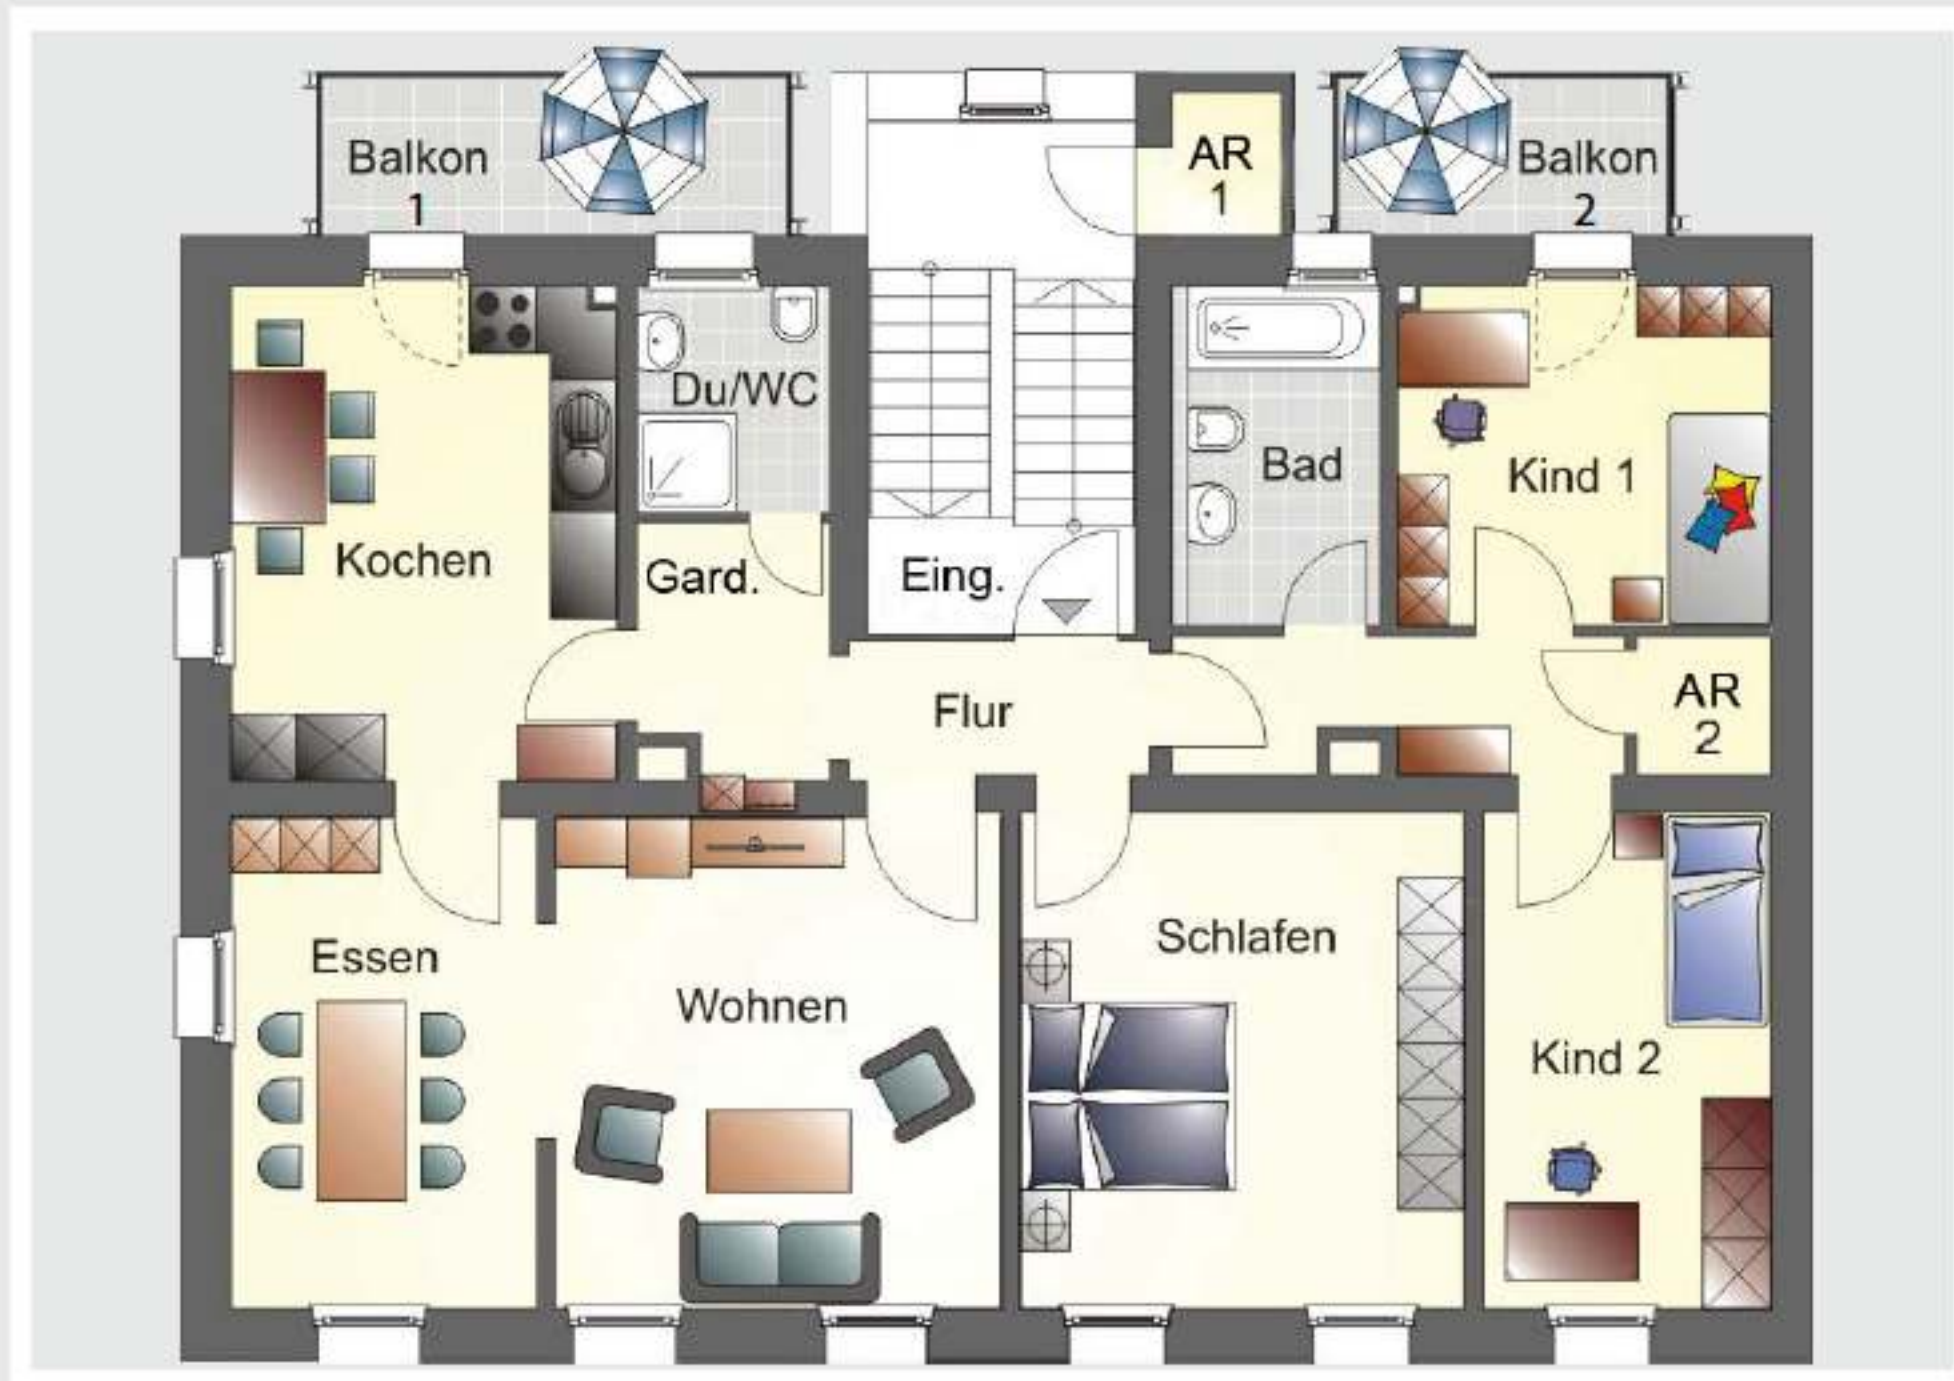 Balkon
1
AR
1
Balkon
2
Du/WC
Bad
Kind 1
Kochen
Gard.
Eing.
Flur
AR
2
Essen
Wohnen
Schlafen
Kind 2